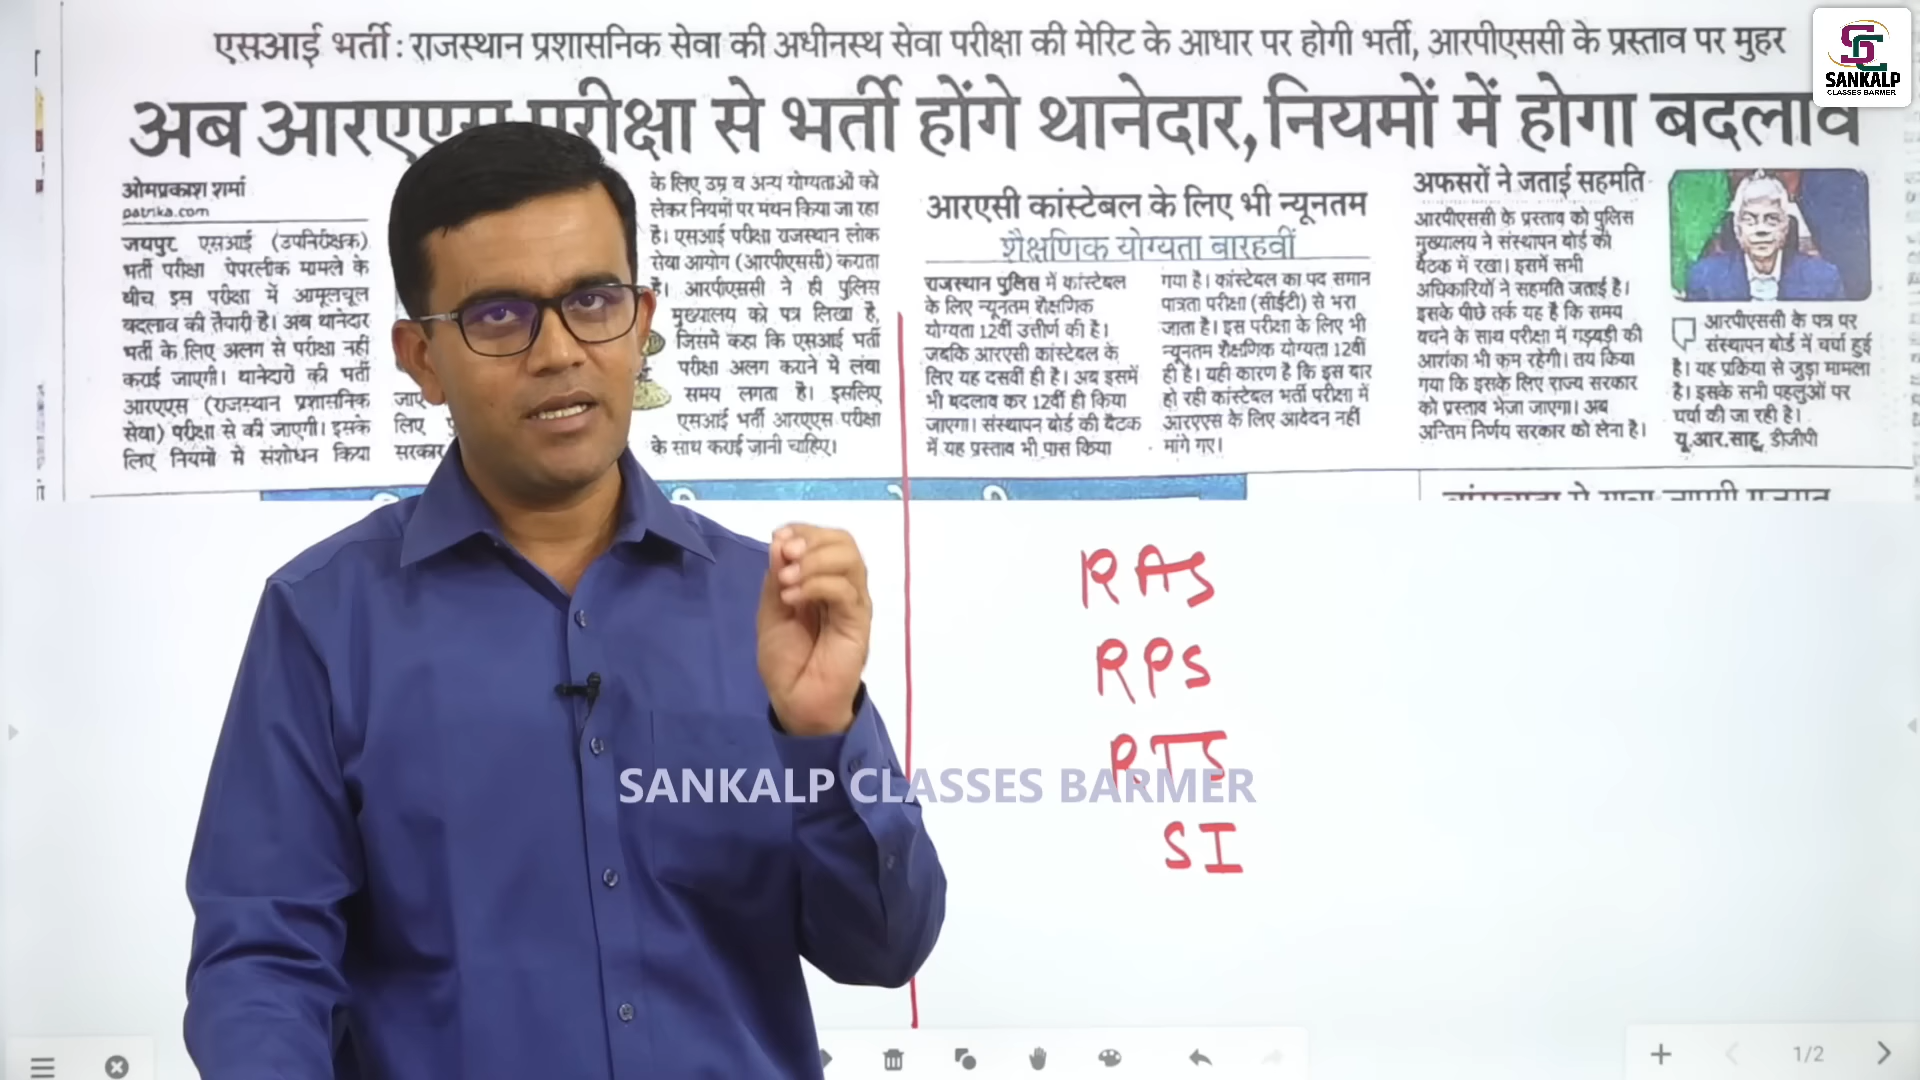 एसआई भर्ती : राजस्थान प्रशासनिक सेवा की अधीनस्थ सेवा परीक्षा की मेरिट के आधार पर होगी भर्ती, आरपीएससी के प्रस्ताव पर मुहर
अब आरएएस परीक्षा से भर्ती होंगे थानेदार, नियमों में होगा बदलाव
ओमप्रकाश शर्मा
patrika.com
जयपुर एसआई (उपनिरीक्षक)
भर्ती परीक्षा पेपरलीक मामले के
बीच इस परीक्षा में आमूलचूल
बदलाव की तैयारी है। अब थानेदार
भर्ती के लिए अलग से परीक्षा नहीं
कराई जाएगी। थानेदारों की भर्ती
आरएएस (राजस्थान प्रशासनिक
सेवा) परीक्षा से की जाएगी। इसके
लिए नियमों में संशोधन किया
लिए
सरकार
के लिए उम्र व अन्य योग्यताओं को
लेकर नियमों पर मंथन किया जा रहा
है। एसआई परीक्षा राजस्थान लोक
सेवा आयोग (आरपीएससी) कराता
है। आरपीएससी ने ही पुलिस
मुख्यालय को पत्र लिखा है,
जिसमें कहा कि एसआई भर्ती
परीक्षा अलग कराने में लंबा
समय लगता है। इसलिए
एसआई भर्ती आरएएस परीक्षा
के साथ कराई जानी चाहिए।
आरएसी कांस्टेबल के लिए भी न्यूनतम
शैक्षणिक योग्यता बारहवीं
राजस्थान पुलिस में कांस्टेबल
के लिए न्यूनतम शैक्षणिक
योग्यता 12वीं उत्तीर्ण की है।
जबकि आरएसी कांस्टेबल के
लिए यह दसवीं ही है। अब इसमें
भी बदलाव कर 12वीं ही किया
जाएगा। संस्थापन बोर्ड की बैठक
में यह प्रस्ताव भी पास किया
गया है। कांस्टेबल का पद समान
पात्रता परीक्षा (सीईटी) से भरा
जाता है। इस परीक्षा के लिए भी
न्यूनतम शैक्षणिक योग्यता 12वीं
ही है। यही कारण है कि इस बार
हो रही कांस्टेबल भर्ती परीक्षा में
आरएएस के लिए आवेदन नहीं
मांगे गए।
अफसरों ने जताई सहमति
आरपीएससी के प्रस्ताव को पुलिस
मुख्यालय ने संस्थापन बोर्ड की
बैठक में रखा। इसमें सभी
अधिकारियों ने सहमति जताई है।
इसके पीछे तर्क यह है कि समय
बचने के साथ परीक्षा में गड़बड़ी की
आशंका भी कम रहेगी। तय किया
गया कि इसके लिए राज्य सरकार
को प्रस्ताव भेजा जाएगा। अब
अन्तिम निर्णय सरकार को लेना है।
आरपीएससी के पत्र पर
संस्थापन बोर्ड में चर्चा हुई
है। यह प्रक्रिया से जुड़ा मामला
है। इसके सभी पहलुओं पर
चर्चा की जा रही है।
यू.आर.साहू, डीजीपी
RAS
RPS
RTS
SI
SANKALP CLASSES BARMER
SANKALP
CLASSES BARMER
1/2